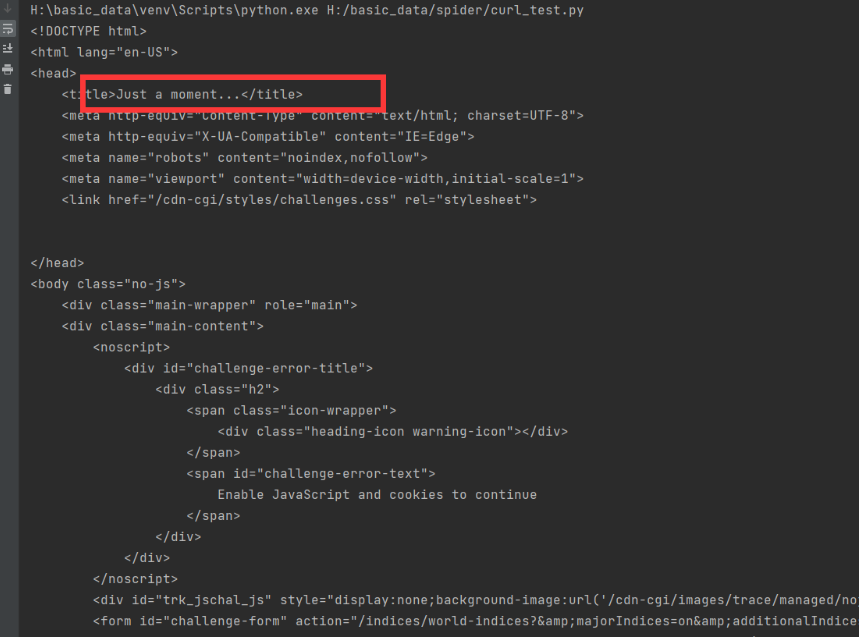 H:\basic_data\venv\Scripts\python.exe H:/basic_data/spider/curl_test.py
<!DOCTYPE html>
<html lang="en-US">
<head>
<title>Just a moment...</title>
<meta http-equiv="Content-Type" content="text/html; charset=UTF-8">
<meta http-equiv="X-UA-Compatible" content="IE=Edge">
<meta name="robots" content="noindex,nofollow">
<meta name="viewport" content="width=device-width,initial-scale=1">
<link href="/cdn-cgi/styles/challenges.css" rel="stylesheet">
</head>
<body class="no-js">
<div class="main-wrapper" role="main">
<div class="main-content">
<noscript>
<div id="challenge-error-title">
<div class="h2">
<span class="icon-wrapper">
<div class="heading-icon warning-icon"></div>
</span>
<span id="challenge-error-text">
Enable JavaScript and cookies to continue
</span>
</div>
</div>
</noscript>
<div id="trk_jschal_js" style="display:none;background-image:url('/cdn-cgi/images/trace/managed/no
<form id="challenge-form" action="/indices/world-indices?&amp;majorIndices=on&amp;additionalIndice